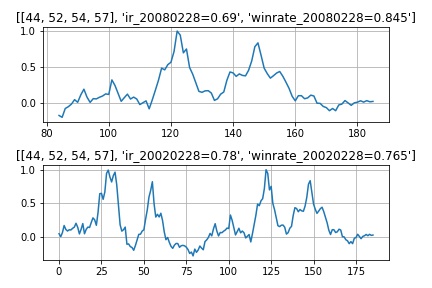 [[44, 52, 54, 57], 'ir_20080228=0.69', 'winrate_20080228=0.845']
1.0
0.5
0.0
80 100 120 140 160 180
[[44, 52, 54, 57], 'ir_20020228=0.78', 'winrate_20020228=0.765']
1.0
0.5
0.0
0 25 50 75 100 125 150 175